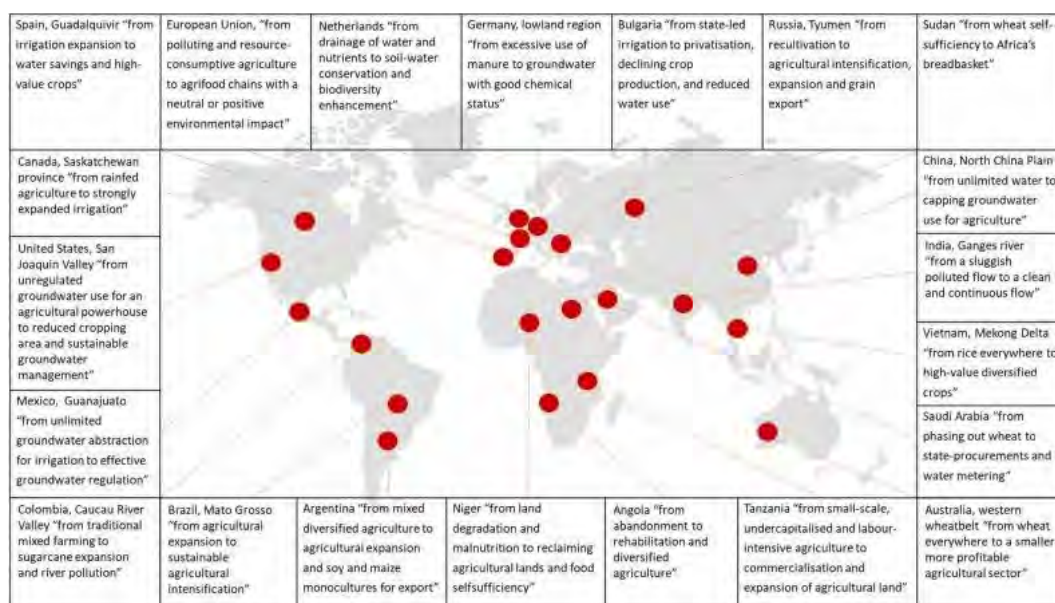 Spain, Guadalquivir “from
irrigation expansion to
water savings and high-
value crops”
European Union, “from
polluting and resource-
consumptive agriculture
to agrifood chains with a
neutral or positive
environmental impact”
Netherlands “from
drainage of water and
nutrients to soil-water
conservation and
biodiversity
enhancement”
Germany, lowland region
“from excessive use of
manure to groundwater
with good chemical
status”
Bulgaria “from state-led
irrigation to privatisation,
declining crop
production, and reduced
water use”
Russia, Tyumen “from
recultivation to
agricultural intensification,
expansion and grain
export”
Sudan “from wheat self-
sufficiency to Africa’s
breadbasket”
Canada, Saskatchewan
province “from rainfed
agriculture to strongly
expanded irrigation”
United States, San
Joaquin Valley “from
unregulated
groundwater use for an
agricultural powerhouse
to reduced cropping
area and sustainable
groundwater
management”
Mexico, Guanajuato
“from unlimited
groundwater abstraction
for irrigation to effective
groundwater regulation”
China, North China Plain
“from unlimited water to
capping groundwater
use for agriculture”
India, Ganges river
“from a sluggish
polluted flow to a clean
and continuous flow”
Vietnam, Mekong Delta
“from rice everywhere to
high-value diversified
crops”
Saudi Arabia “from
phasing out wheat to
state-procurements and
water metering”
Colombia, Caucau River
Valley “from traditional
mixed farming to
sugarcane expansion
and river pollution”
Brazil, Mato Grosso
“from agricultural
expansion to
sustainable
agricultural
intensification”
Argentina “from mixed
diversified agriculture to
agricultural expansion
and soy and maize
monocultures for export”
Niger “from land
degradation and
malnutrition to reclaiming
agricultural lands and food
selfsufficiency”
Angola “from
abandonment to
rehabilitation and
diversified
agriculture”
Tanzania “from small-scale,
undercapitalised and labour-
intensive agriculture to
commercialisation and
expansion of agricultural land”
Australia, western
wheatbelt “from wheat
everywhere to a smaller
more profitable
agricultural sector”